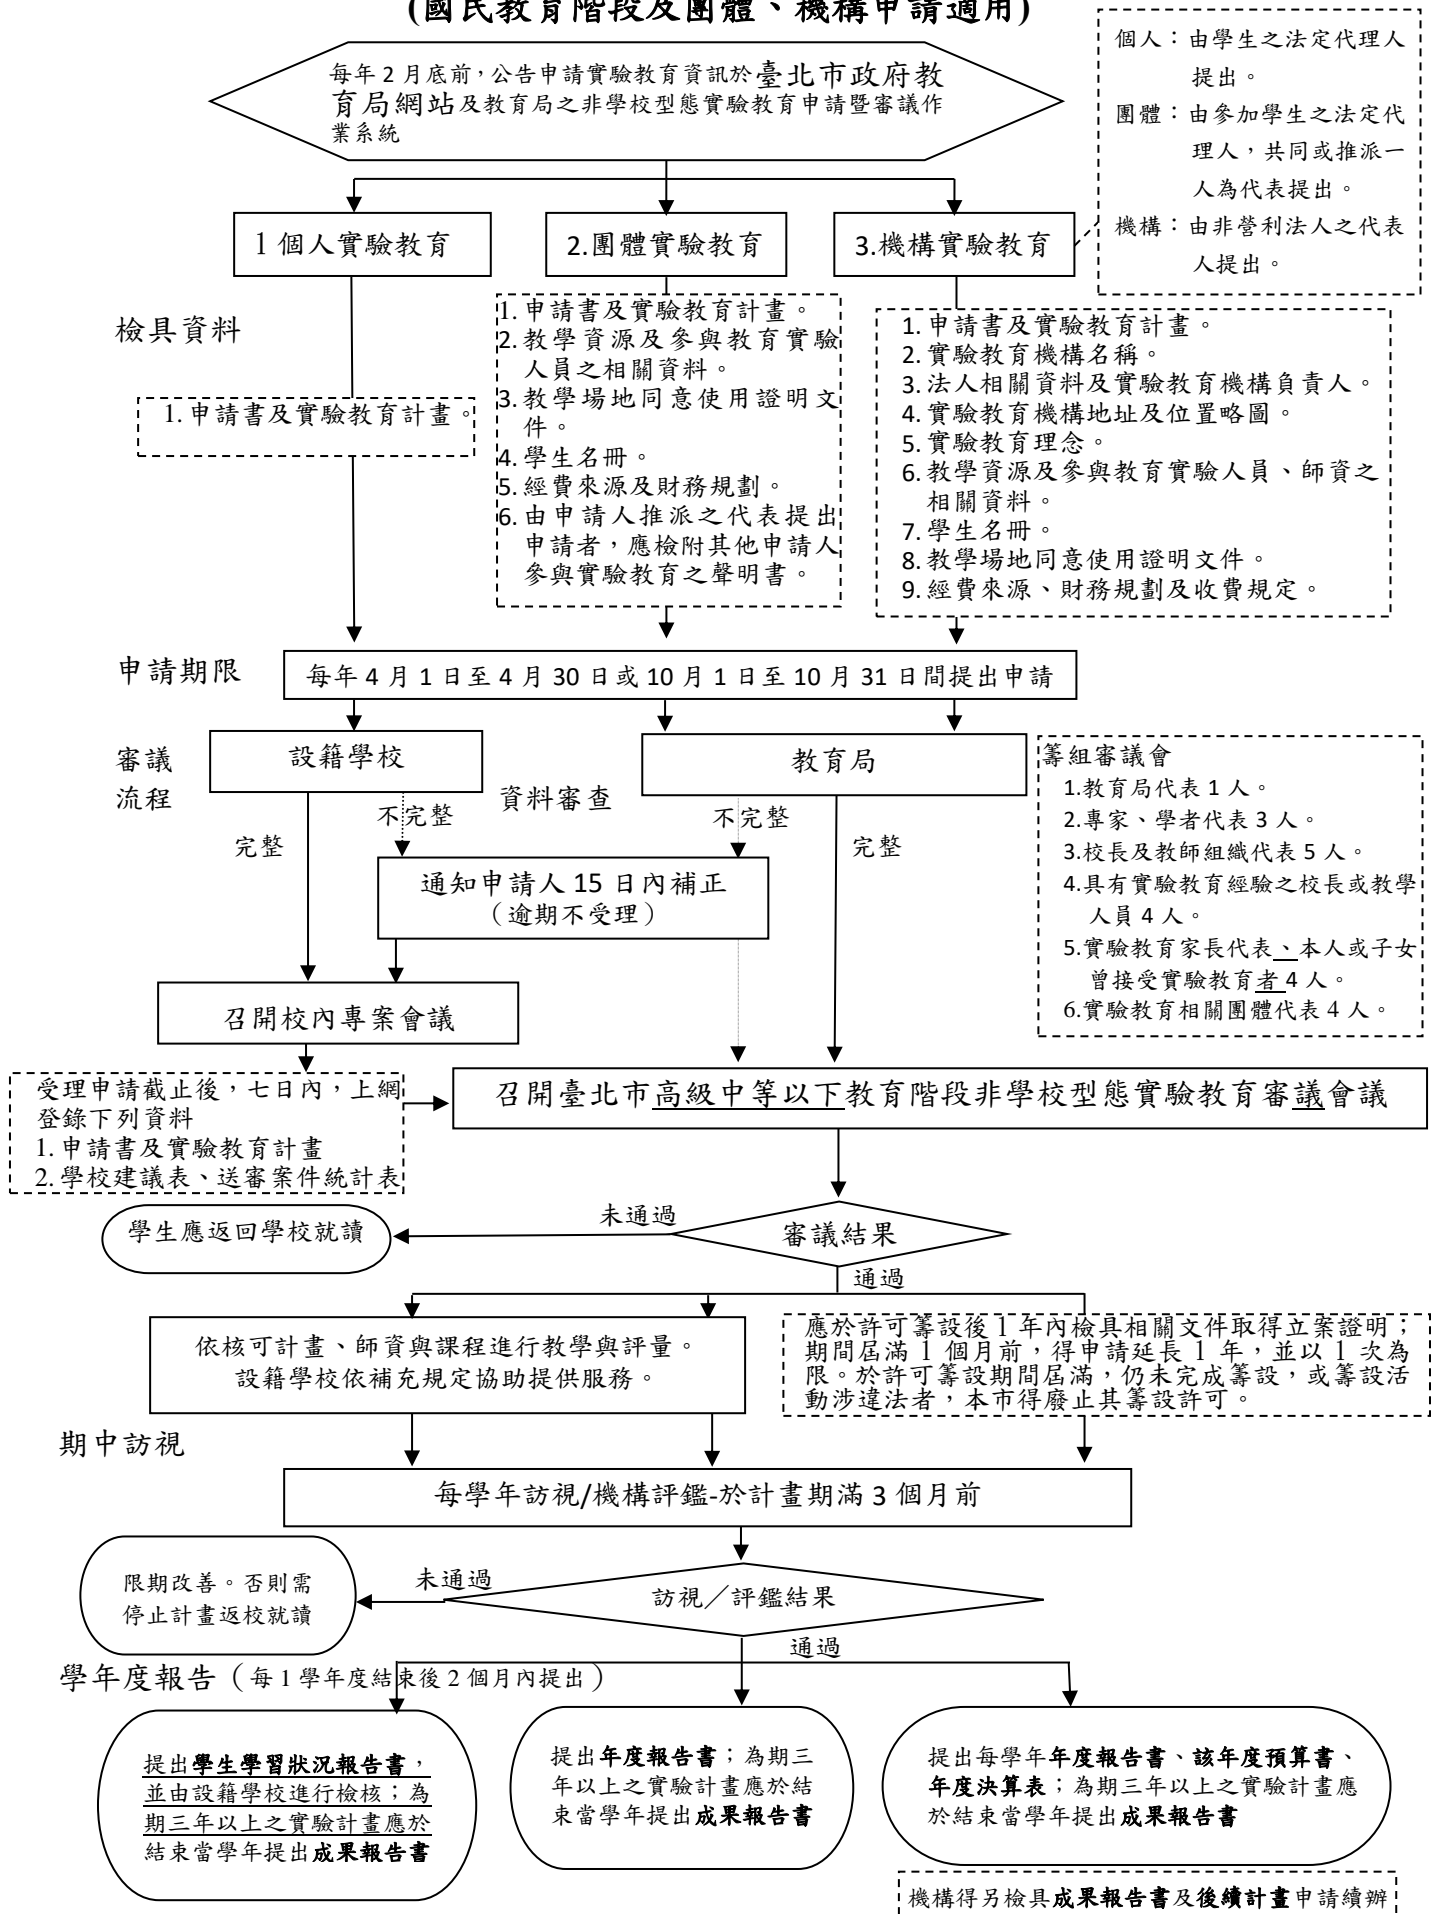 (國民教育階段及團體、機構申請適用)
個人：由學生之法定代理人
提出。
團體：由參加學生之法定代
理人，共同或推派一
人為代表提出。
機構：由非營利法人之代表
人提出。
每年 2 月底前，公告申請實驗教育資訊於臺北市政府教
育局網站及教育局之非學校型態實驗教育申請暨審議作
業系統
1 個人實驗教育
2.團體實驗教育
3.機構實驗教育
檢具資料
1. 申請書及實驗教育計畫。
1. 申請書及實驗教育計畫。
2. 教學資源及參與教育實驗
人員之相關資料。
3. 教學場地同意使用證明文
件。
4. 學生名冊。
5. 經費來源及財務規劃。
6. 由申請人推派之代表提出
申請者，應檢附其他申請人
參與實驗教育之聲明書。
1. 申請書及實驗教育計畫。
2. 實驗教育機構名稱。
3. 法人相關資料及實驗教育機構負責人。
4. 實驗教育機構地址及位置略圖。
5. 實驗教育理念。
6. 教學資源及參與教育實驗人員、師資之
相關資料。
7. 學生名冊。
8. 教學場地同意使用證明文件。
9. 經費來源、財務規劃及收費規定。
申請期限
每年 4 月 1 日至 4 月 30 日或 10 月 1 日至 10 月 31 日間提出申請
審議
流程
設籍學校
資料審查
教育局
不完整
完整
不完整
完整
通知申請人 15 日內補正
（逾期不受理）
籌組審議會
1.教育局代表 1 人。
2.專家、學者代表 3 人。
3.校長及教師組織代表 5 人。
4.具有實驗教育經驗之校長或教學
人員 4 人。
5.實驗教育家長代表、本人或子女
曾接受實驗教育者 4 人。
6.實驗教育相關團體代表 4 人。
召開校內專案會議
受理申請截止後，七日內，上網
登錄下列資料
1. 申請書及實驗教育計畫
2. 學校建議表、送審案件統計表
召開臺北市高級中等以下教育階段非學校型態實驗教育審議會議
未通過
學生應返回學校就讀
審議結果
通過
依核可計畫、師資與課程進行教學與評量。
設籍學校依補充規定協助提供服務。
應於許可籌設後 1 年內檢具相關文件取得立案證明；
期間屆滿 1 個月前，得申請延長 1 年，並以 1 次為
限。於許可籌設期間屆滿，仍未完成籌設，或籌設活
動涉違法者，本市得廢止其籌設許可。
期中訪視
每學年訪視/機構評鑑-於計畫期滿 3 個月前
限期改善。否則需
停止計畫返校就讀
未通過
訪視／評鑑結果
通過
學年度報告（每 1 學年度結束後 2 個月內提出）
提出學生學習狀況報告書，
並由設籍學校進行檢核；為
期三年以上之實驗計畫應於
結束當學年提出成果報告書
提出年度報告書；為期三
年以上之實驗計畫應於結
束當學年提出成果報告書
提出每學年年度報告書、該年度預算書、
年度決算表；為期三年以上之實驗計畫應
於結束當學年提出成果報告書
機構得另檢具成果報告書及後續計畫申請續辦